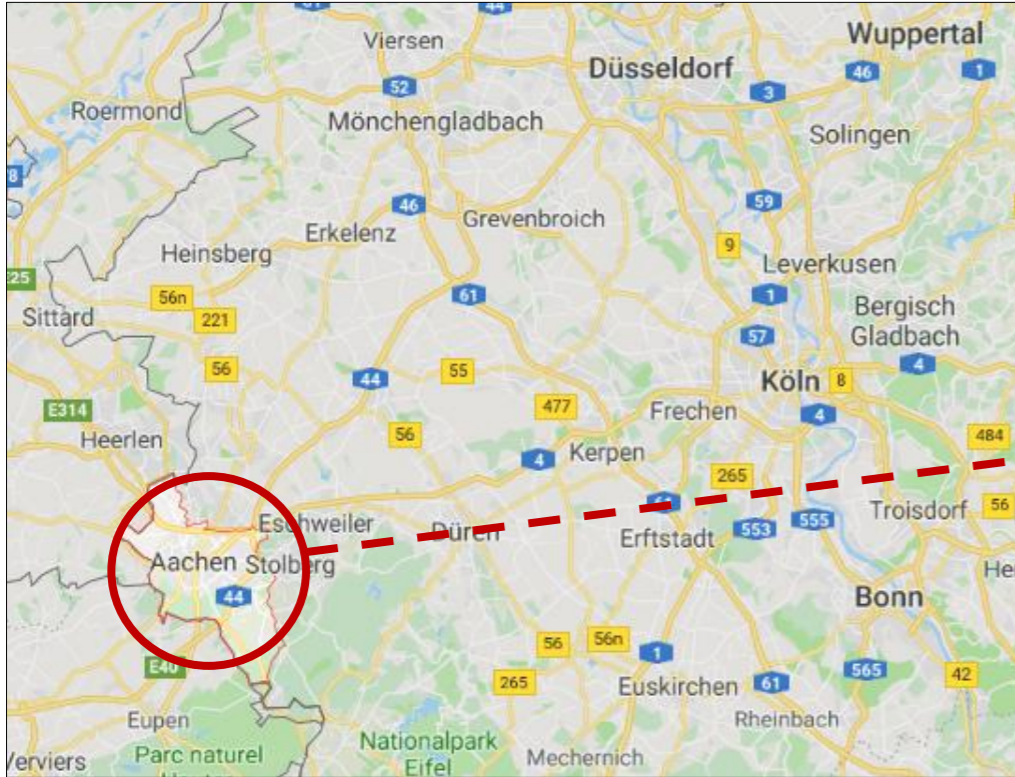 44
Viersen
Wuppertal
Düsseldorf
46
1
52
3
Roermond
Mönchengladbach
Solingen
46
59
Grevenbroich
Erkelenz
9
Heinsberg
Leverkusen
E25
56n
61
1
Sittard
221
Bergisch
Gladbach
57
56
44
55
4
Köln
8
E314
477
Frechen
4
Heerlen
56
484
Kerpen
4
265
Eschweiler
61
56
Düren
555
Troisdorf
Erftstadt
553
Aachen
Stolberg
44
Bonn
56
56n
1
E40
565
42
265
Euskirchen
61
Eupen
Rheinbach
Nationalpark
Eifel
Parc naturel
Mechernich
Verviers